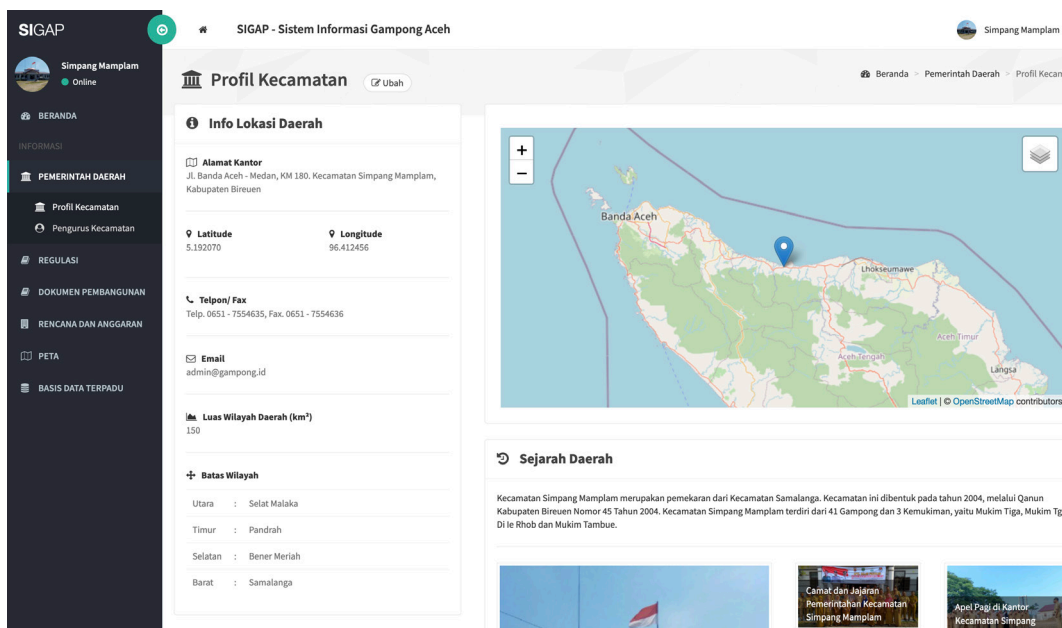 SIGAP
SIGAP - Sistem Informasi Gampong Aceh
Simpang Mamplam
Simpang Mamplam
Online
BERANDA
INFORMASI
PEMERINTAH DAERAH
Profil Kecamatan
Pengurus Kecamatan
REGULASI
DOKUMEN PEMBANGUNAN
RENCANA DAN ANGGARAN
PETA
BASIS DATA TERPADU
Profil Kecamatan
Ubah
Beranda > Pemerintah Daerah > Profil Kecan
Info Lokasi Daerah
Alamat Kantor
Jl. Banda Aceh - Medan, KM 180. Kecamatan Simpang Mamplam,
Kabupaten Bireuen
Latitude
5.192070
Longitude
96.412456
Telpon/ Fax
Telp. 0651 - 7554635, Fax. 0651 - 7554636
Email
admin@gampong.id
Luas Wilayah Daerah (km²)
150
Batas Wilayah
Utara : Selat Malaka
Timur : Pandrah
Selatan : Bener Meriah
Barat : Samalanga
+
−
Banda Aceh
Lhokseumawe
Aceh Timur
Aceh Tengah
Langsa
Leaflet | © OpenStreetMap contributors
Sejarah Daerah
Kecamatan Simpang Mamplam merupakan pemekaran dari Kecamatan Samalanga. Kecamatan ini dibentuk pada tahun 2004, melalui Qanun
Kabupaten Bireuen Nomor 45 Tahun 2004. Kecamatan Simpang Mamplam terdiri dari 41 Gampong dan 3 Kemukiman, yaitu Mukim Tiga, Mukim Tg
Di Ie Rhob dan Mukim Tambue.
Camat dan Jajaran
Pemerintahan Kecamatan
Simpang Mamplam
Apel Pagi di Kantor
Kecamatan Simpang